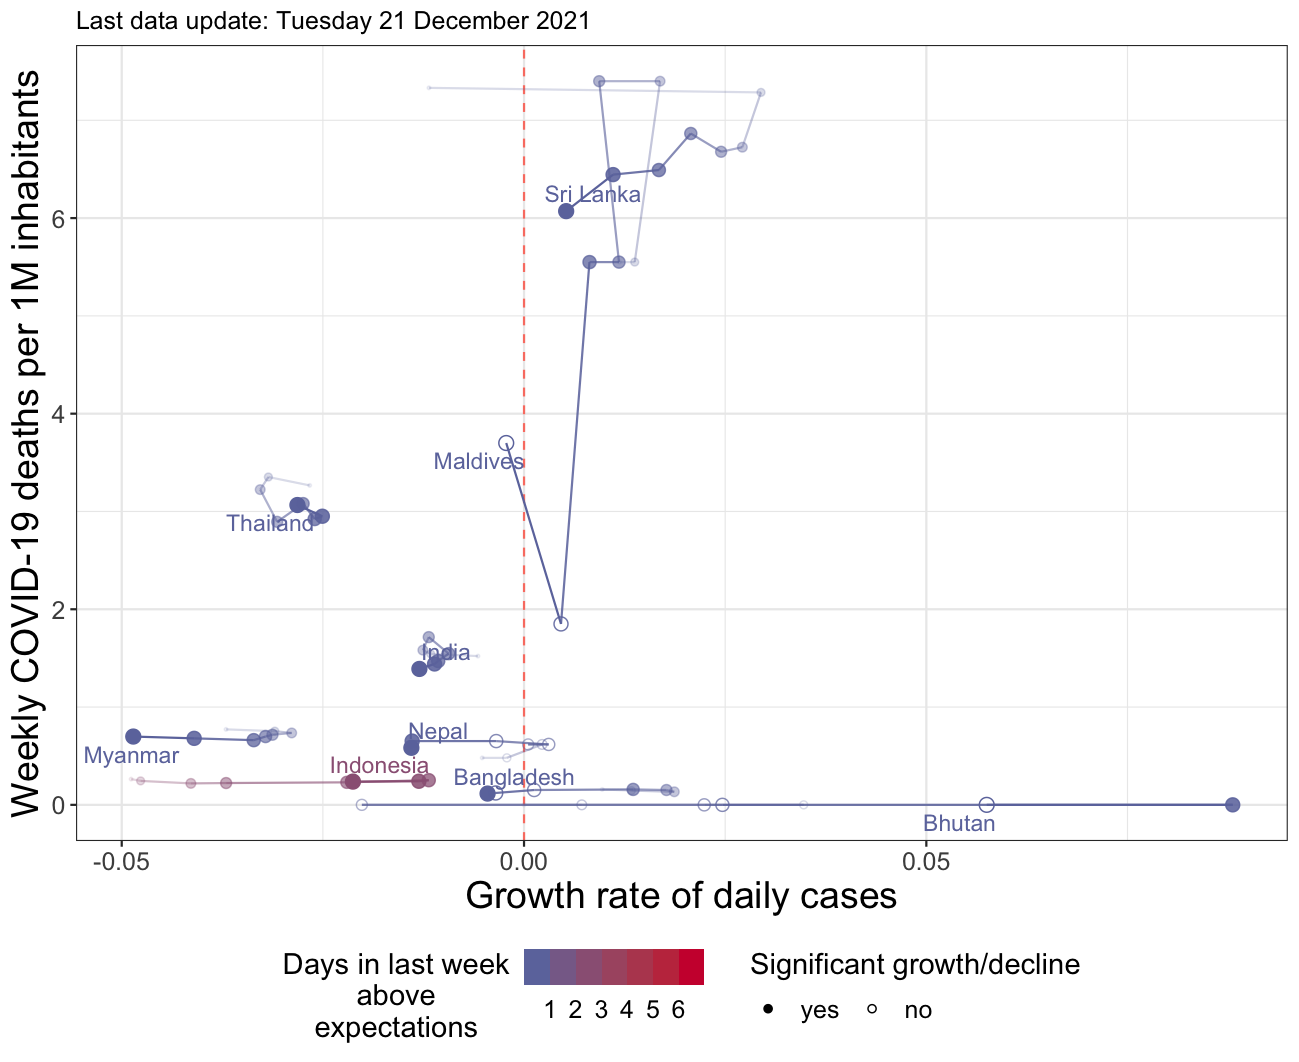 Last data update: Tuesday 21 December 2021
Weekly COVID-19 deaths per 1M inhabitants
6
4
2
0
Sri Lanka
Maldives
Thailand
India
Nepal
Myanmar
Indonesia
Bangladesh
Bhutan
-0.05 0.00 0.05
Growth rate of daily cases
Days in last week
above
expectations
1 2 3 4 5 6
Significant growth/decline
yes no